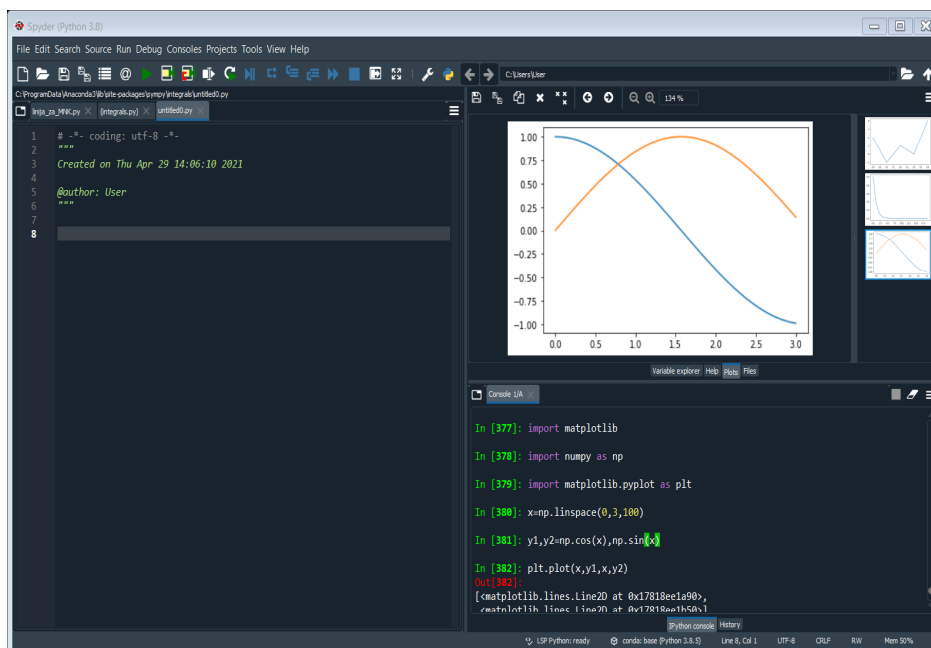 Spyder (Python 3.8)
File Edit Search Source Run Debug Consoles Projects Tools View Help
C:\Users\User
C:\ProgramData\Anaconda3\lib\site-packages\sympy\integrals\untitled0.py
linija_za_MNK.py (integrals.py) untitled0.py
134 %
1 # -*- coding: utf-8 -*-
2 """
3 Created on Thu Apr 29 14:06:10 2021
4
5 @author: User
6 """
7
8
1.00
0.75
0.50
0.25
0.00
−0.25
−0.50
−0.75
−1.00
0.0 0.5 1.0 1.5 2.0 2.5 3.0
Variable explorer Help Plots Files
Console 1/A
In [377]: import matplotlib
In [378]: import numpy as np
In [379]: import matplotlib.pyplot as plt
In [380]: x=np.linspace(0,3,100)
In [381]: y1,y2=np.cos(x),np.sin(x)
In [382]: plt.plot(x,y1,x,y2)
Out[382]:
[<matplotlib.lines.Line2D at 0x17818ee1a90>,
<matplotlib.lines.Line2D at 0x17818ee1b50>]
IPython console History
LSP Python: ready conda: base (Python 3.8.5) Line 8, Col 1 UTF-8 CRLF RW Mem 50%